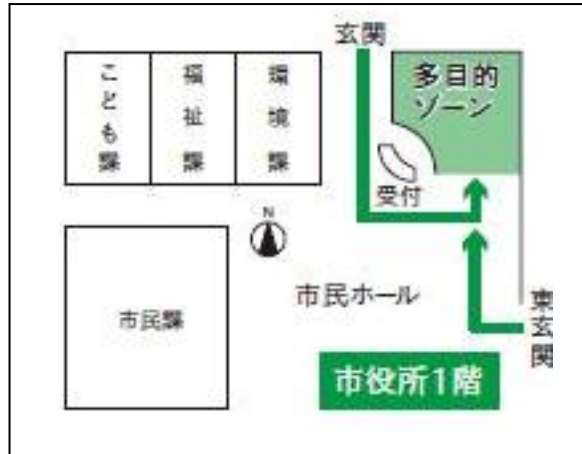 玄関
こども課
福祉課
環境課
多目的
ゾーン
受付
N
市民ホール
市民課
東玄関
市役所1階